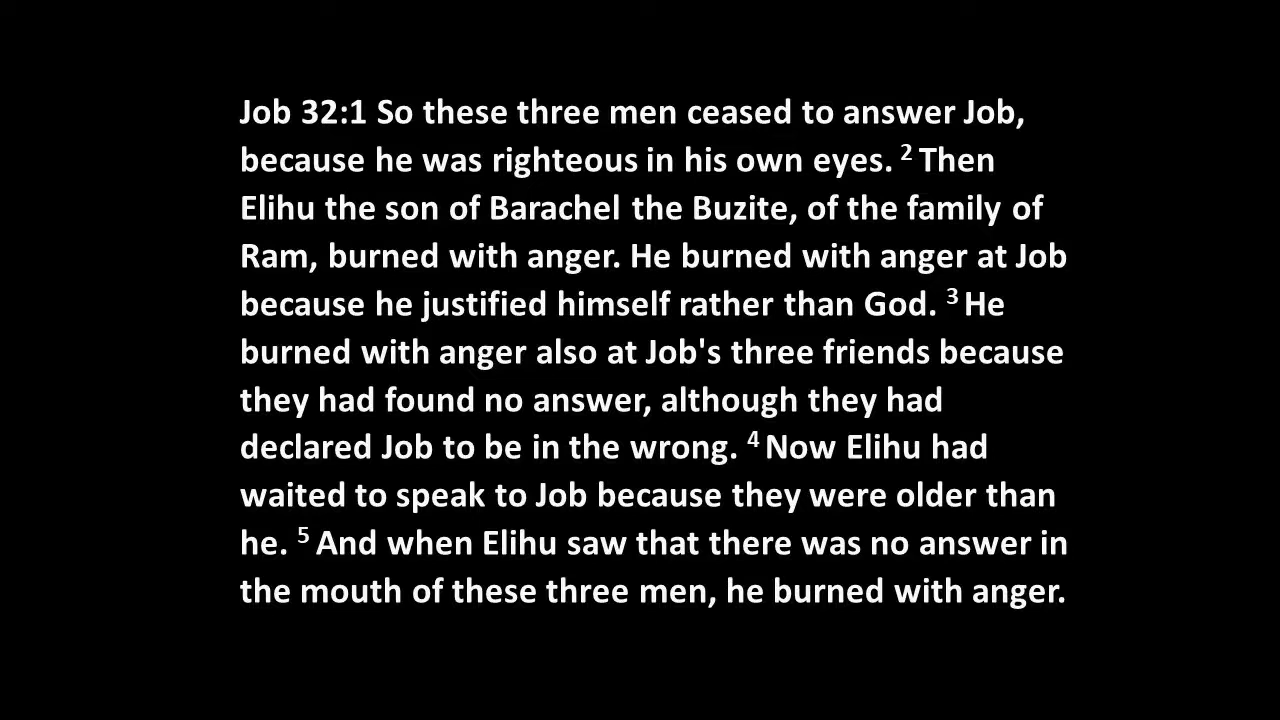 Job 32:1 So these three men ceased to answer Job,
because he was righteous in his own eyes. ² Then
Elihu the son of Barachel the Buzite, of the family of
Ram, burned with anger. He burned with anger at Job
because he justified himself rather than God. ³ He
burned with anger also at Job's three friends because
they had found no answer, although they had
declared Job to be in the wrong. ⁴ Now Elihu had
waited to speak to Job because they were older than
he. ⁵ And when Elihu saw that there was no answer in
the mouth of these three men, he burned with anger.